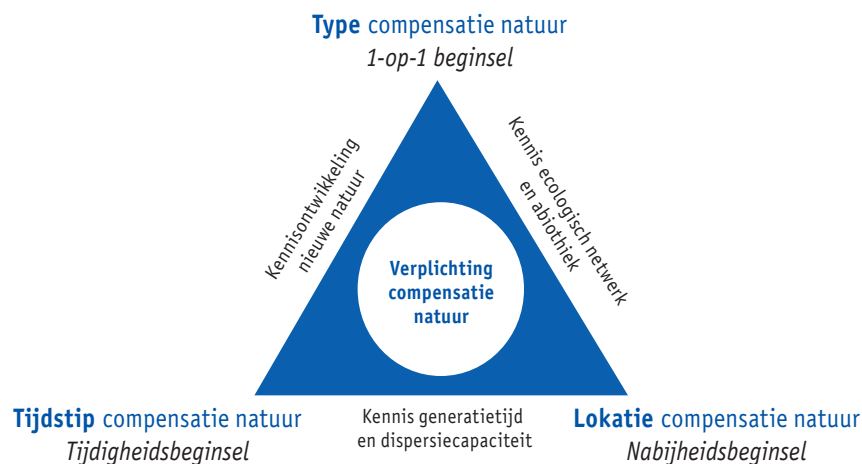 Type compensatie natuur
1-op-1 beginsel
Kennisontwikkeling
nieuwe natuur
Kennis ecologisch netwerk
en abiothiek
Verplichting
compensatie
natuur
Tijdstip compensatie natuur
Tijdigheidsbeginsel
Kennis generatietijd
en dispersiecapaciteit
Lokatie compensatie natuur
Nabijheidsbeginsel